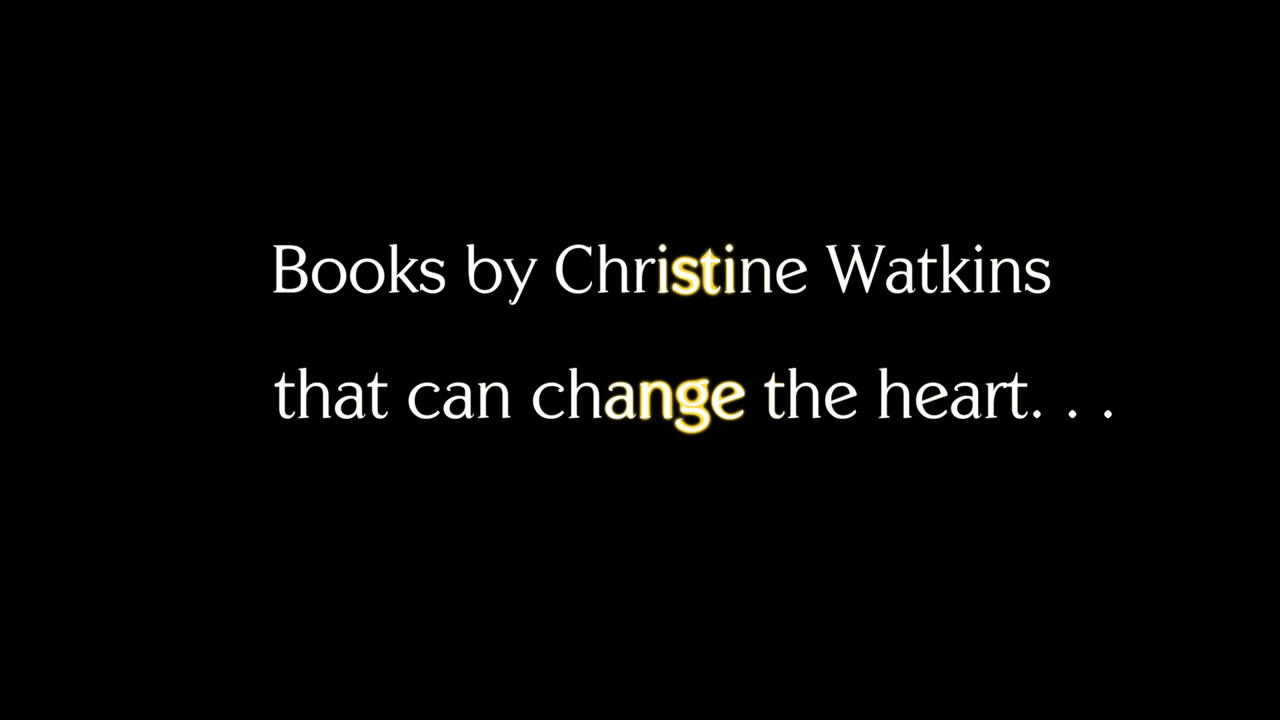 Books by Christine Watkins
that can change the heart. . .